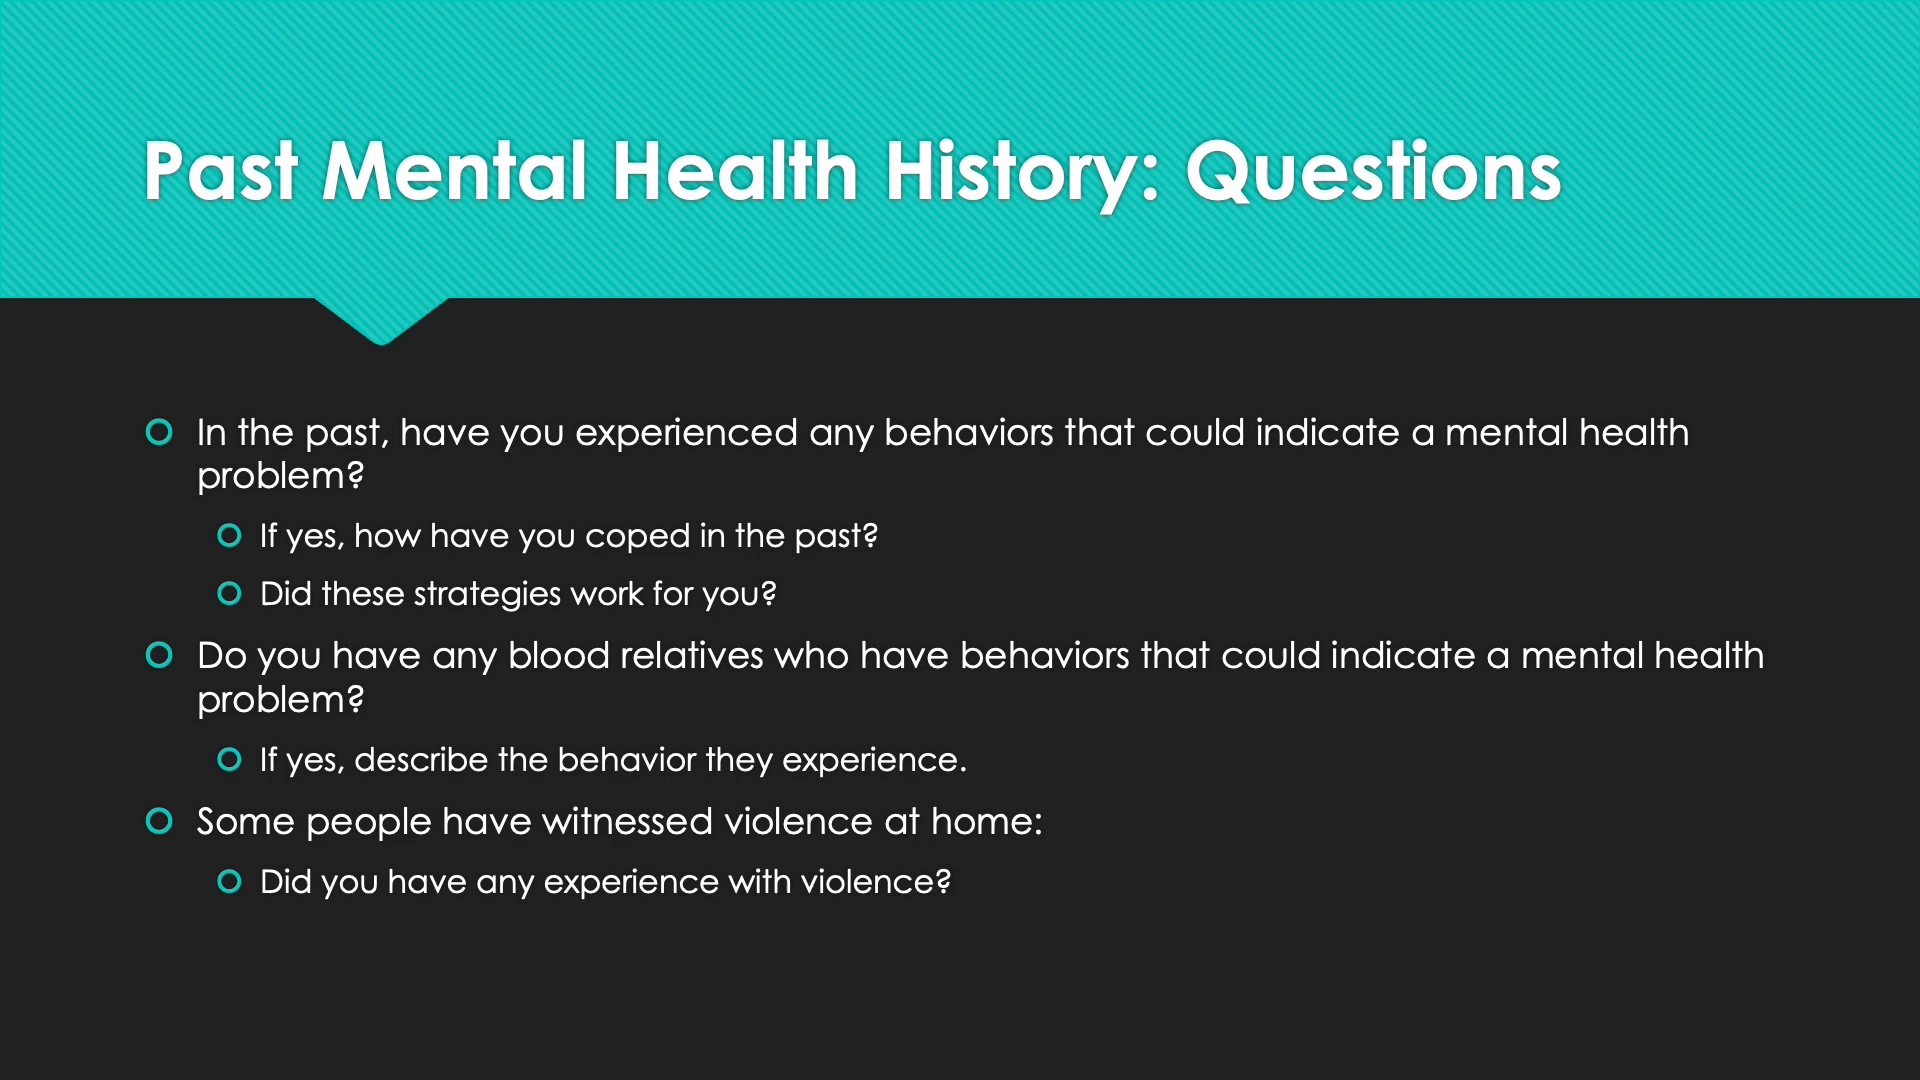 Past Mental Health History: Questions
In the past, have you experienced any behaviors that could indicate a mental health
problem?
If yes, how have you coped in the past?
Did these strategies work for you?
Do you have any blood relatives who have behaviors that could indicate a mental health
problem?
If yes, describe the behavior they experience.
Some people have witnessed violence at home:
Did you have any experience with violence?